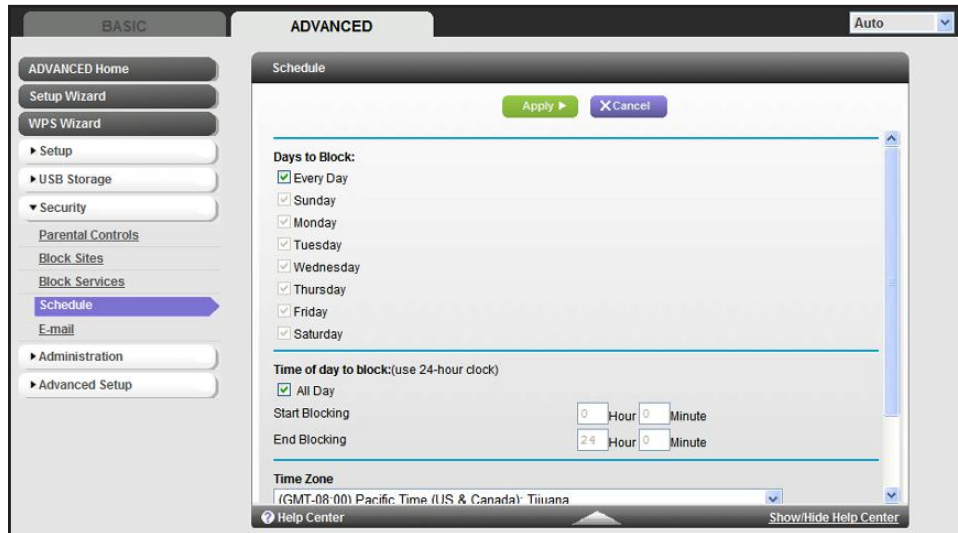 BASIC
ADVANCED
Auto
ADVANCED Home
Setup Wizard
WPS Wizard
Setup
USB Storage
Security
Parental Controls
Block Sites
Block Services
Schedule
E-mail
Administration
Advanced Setup
Schedule
Apply
Cancel
Days to Block:
Every Day
Sunday
Monday
Tuesday
Wednesday
Thursday
Friday
Saturday
Time of day to block:(use 24-hour clock)
All Day
Start Blocking 0 Hour 0 Minute
End Blocking 24 Hour 0 Minute
Time Zone
(GMT-08:00) Pacific Time (US & Canada); Tijuana
Help Center Show/Hide Help Center